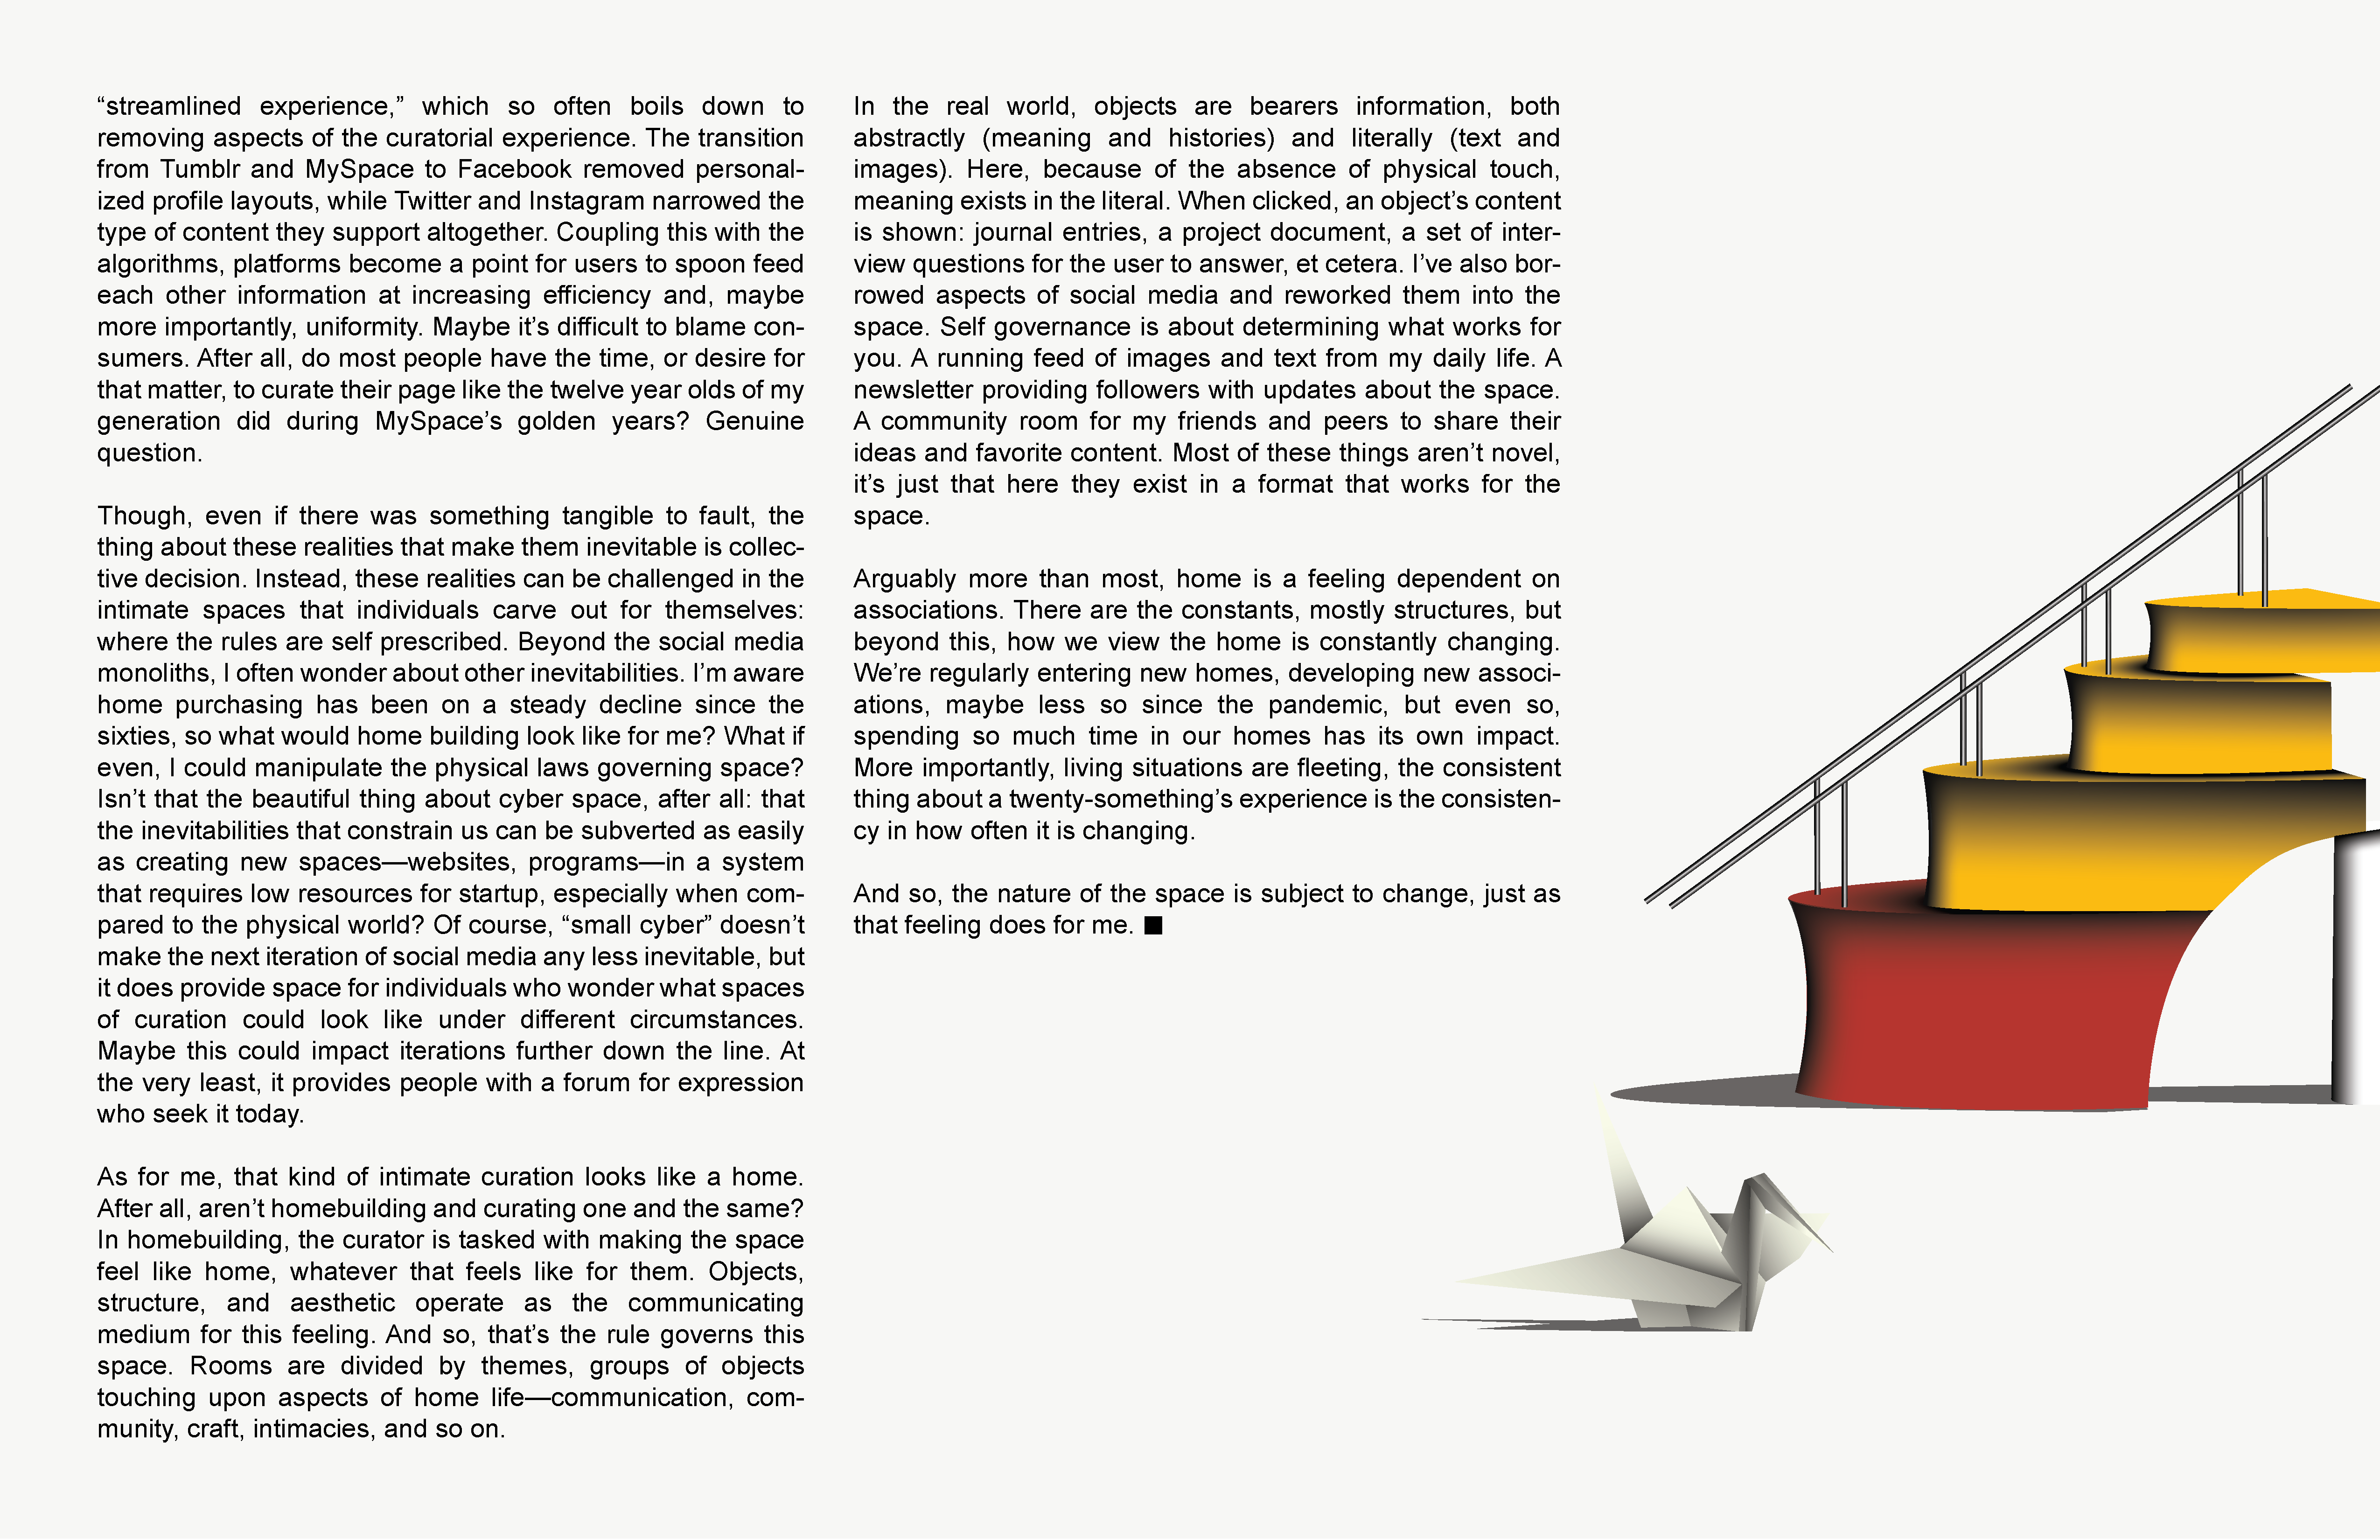 “streamlined experience,” which so often boils down to
removing aspects of the curatorial experience. The transition
from Tumblr and MySpace to Facebook removed personal-
ized profile layouts, while Twitter and Instagram narrowed the
type of content they support altogether. Coupling this with the
algorithms, platforms become a point for users to spoon feed
each other information at increasing efficiency and, maybe
more importantly, uniformity. Maybe it’s difficult to blame con-
sumers. After all, do most people have the time, or desire for
that matter, to curate their page like the twelve year olds of my
generation did during MySpace’s golden years? Genuine
question.
Though, even if there was something tangible to fault, the
thing about these realities that make them inevitable is collec-
tive decision. Instead, these realities can be challenged in the
intimate spaces that individuals carve out for themselves:
where the rules are self prescribed. Beyond the social media
monoliths, I often wonder about other inevitabilities. I’m aware
home purchasing has been on a steady decline since the
sixties, so what would home building look like for me? What if
even, I could manipulate the physical laws governing space?
Isn’t that the beautiful thing about cyber space, after all: that
the inevitabilities that constrain us can be subverted as easily
as creating new spaces—websites, programs—in a system
that requires low resources for startup, especially when com-
pared to the physical world? Of course, “small cyber” doesn’t
make the next iteration of social media any less inevitable, but
it does provide space for individuals who wonder what spaces
of curation could look like under different circumstances.
Maybe this could impact iterations further down the line. At
the very least, it provides people with a forum for expression
who seek it today.
As for me, that kind of intimate curation looks like a home.
After all, aren’t homebuilding and curating one and the same?
In homebuilding, the curator is tasked with making the space
feel like home, whatever that feels like for them. Objects,
structure, and aesthetic operate as the communicating
medium for this feeling. And so, that’s the rule governs this
space. Rooms are divided by themes, groups of objects
touching upon aspects of home life—communication, com-
munity, craft, intimacies, and so on.
In the real world, objects are bearers information, both
abstractly (meaning and histories) and literally (text and
images). Here, because of the absence of physical touch,
meaning exists in the literal. When clicked, an object’s content
is shown: journal entries, a project document, a set of inter-
view questions for the user to answer, et cetera. I’ve also bor-
rowed aspects of social media and reworked them into the
space. Self governance is about determining what works for
you. A running feed of images and text from my daily life. A
newsletter providing followers with updates about the space.
A community room for my friends and peers to share their
ideas and favorite content. Most of these things aren’t novel,
it’s just that here they exist in a format that works for the
space.
Arguably more than most, home is a feeling dependent on
associations. There are the constants, mostly structures, but
beyond this, how we view the home is constantly changing.
We’re regularly entering new homes, developing new associ-
ations, maybe less so since the pandemic, but even so,
spending so much time in our homes has its own impact.
More importantly, living situations are fleeting, the consistent
thing about a twenty-something’s experience is the consisten-
cy in how often it is changing.
And so, the nature of the space is subject to change, just as
that feeling does for me. ■